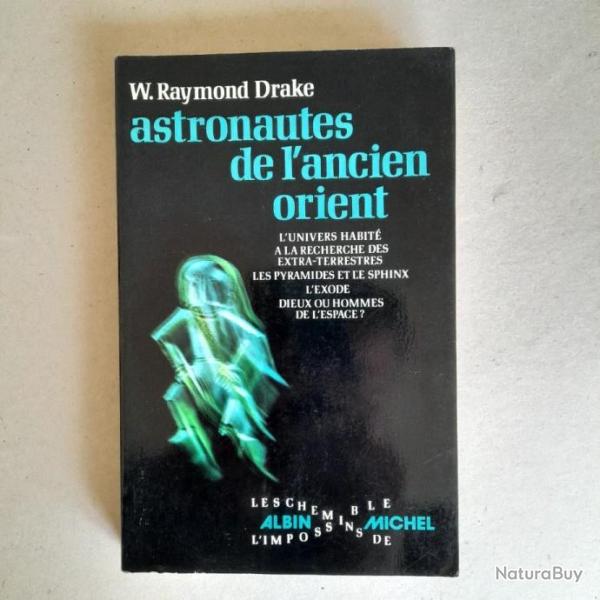 W. Raymond Drake
astronautes
de l'ancien
orient
L'UNIVERS HABITÉ
A LA RECHERCHE DES
EXTRA-TERRESTRES
LES PYRAMIDES ET LE SPHINX
L'EXODE
DIEUX OU HOMMES
DE L'ESPACE ?
LES CHEMINS DE
L'IMPOSSIBLE
ALBIN MICHEL
NaturaBuy